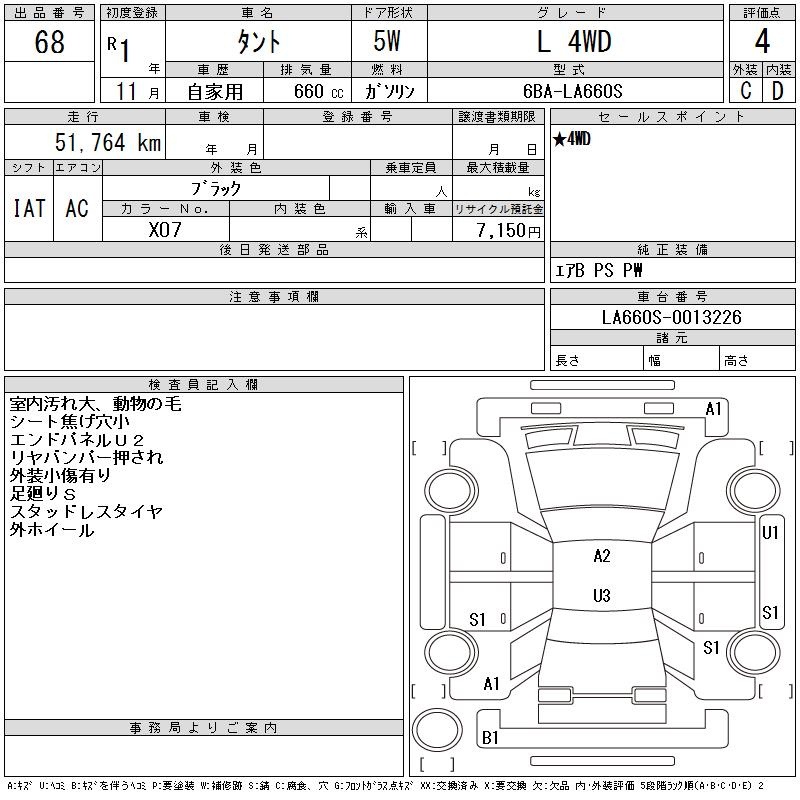 出品番号 初度登録 車名 ドア形状 グレード 評価点
68 R1年 タント 5W L 4WD 4
車歴 排気量 燃料 型式 外装 内装
11月 自家用 660cc ガソリン 6BA-LA660S C D
走行 車検 登録番号 譲渡書類期限 セールスポイント
51,764 km 年 月 月 日 ★4WD
シフト エアコン 外装色 乗車定員 最大積載量
IAT AC ブラック 人 kg
カラーNo. 内装色 輸入車 リサイクル預託金
X07 系 7,150円
後日発送部品 純正装備
エアB PS PW
注意事項欄 車台番号
LA660S-0013226
諸元
長さ 幅 高さ
検査員記入欄
室内汚れ大、動物の毛
シート焦げ穴小
エンドパネルU2
リヤバンパー押され
外装小傷有り
足廻りS
スタッドレスタイヤ
外ホイール
A1
[ ] [ ]
U1
A2
U3
S1
S1
S1
A1
[ ] [ ]
B1
[ ]
事務局よりご案内
A:キズ U:ヘコミ B:キズを伴うヘコミ P:要塗装 W:補修跡 S:錆 C:腐食、穴 G:フロントガラス点キズ XX:交換済み X:要交換 欠:欠品 内・外装評価 5段階ランク順(A・B・C・D・E) 2